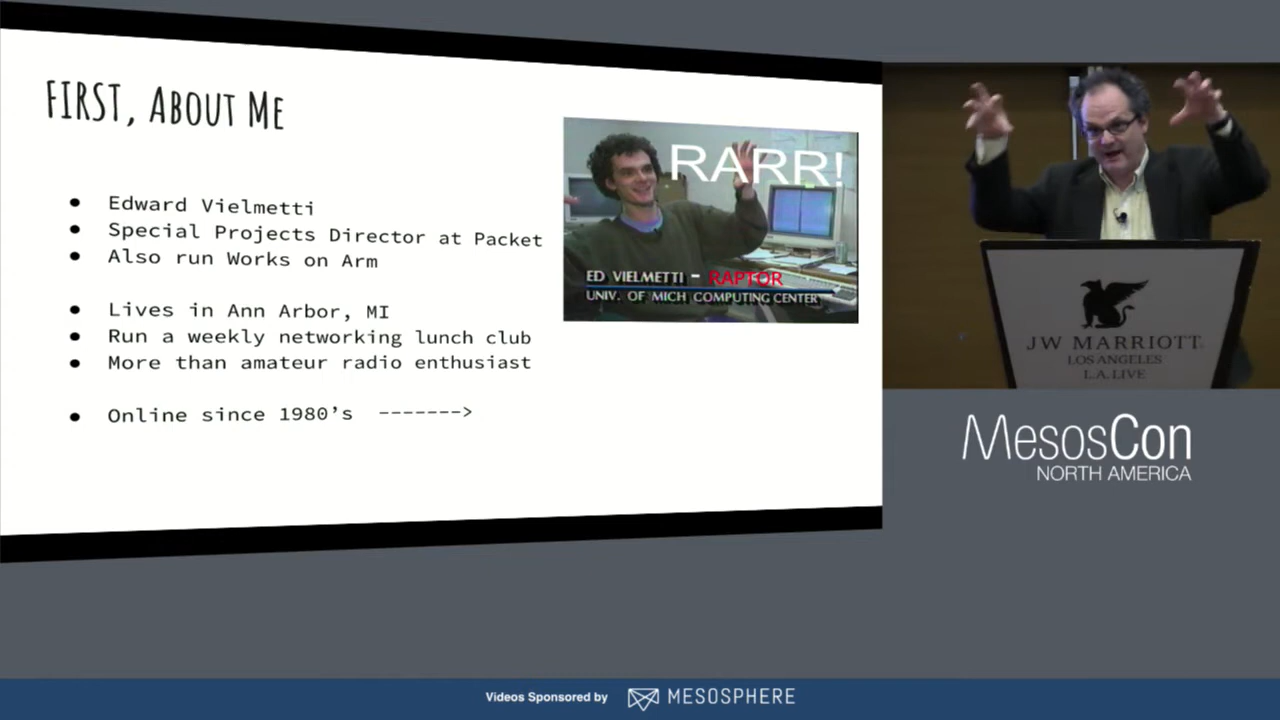 FIRST, ABOUT ME
Edward Vielmetti
Special Projects Director at Packet
Also run Works on Arm
Lives in Ann Arbor, MI
Run a weekly networking lunch club
More than amateur radio enthusiast
Online since 1980's ------->
RARR!
ED VIELMETTI - RAPTOR
UNIV. OF MICH COMPUTING CENTER
JW MARRIOTT
LOS ANGELES
L.A. LIVE
MesosCon
NORTH AMERICA
Videos Sponsored by MESOSPHERE